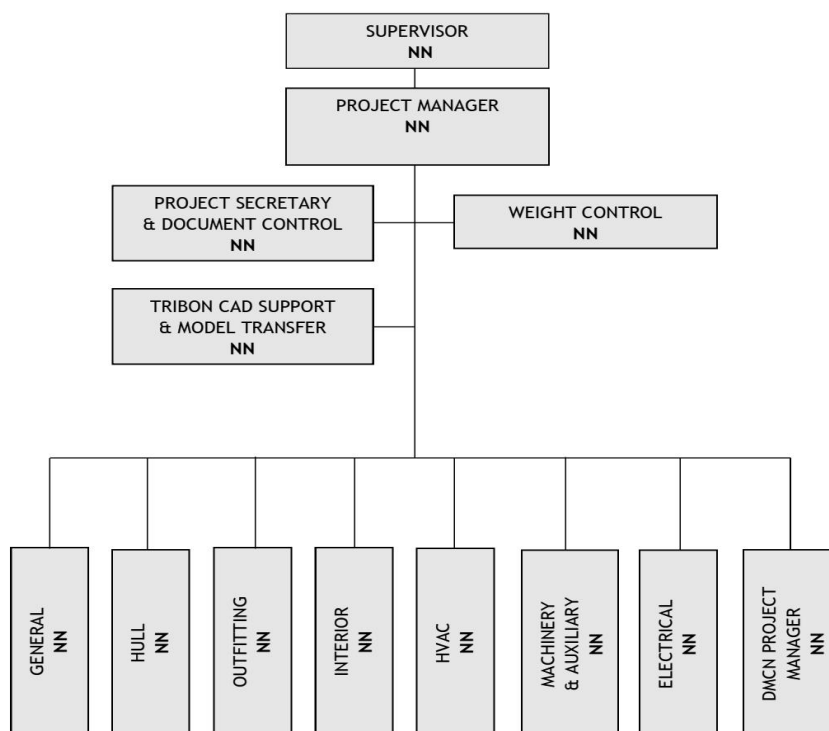 SUPERVISOR
NN
PROJECT MANAGER
NN
PROJECT SECRETARY
& DOCUMENT CONTROL
NN
WEIGHT CONTROL
NN
TRIBON CAD SUPPORT
& MODEL TRANSFER
NN
GENERAL
NN
HULL
NN
OUTFITTING
NN
INTERIOR
NN
HVAC
NN
MACHINERY
& AUXILIARY
NN
ELECTRICAL
NN
DMCN PROJECT
MANAGER
NN